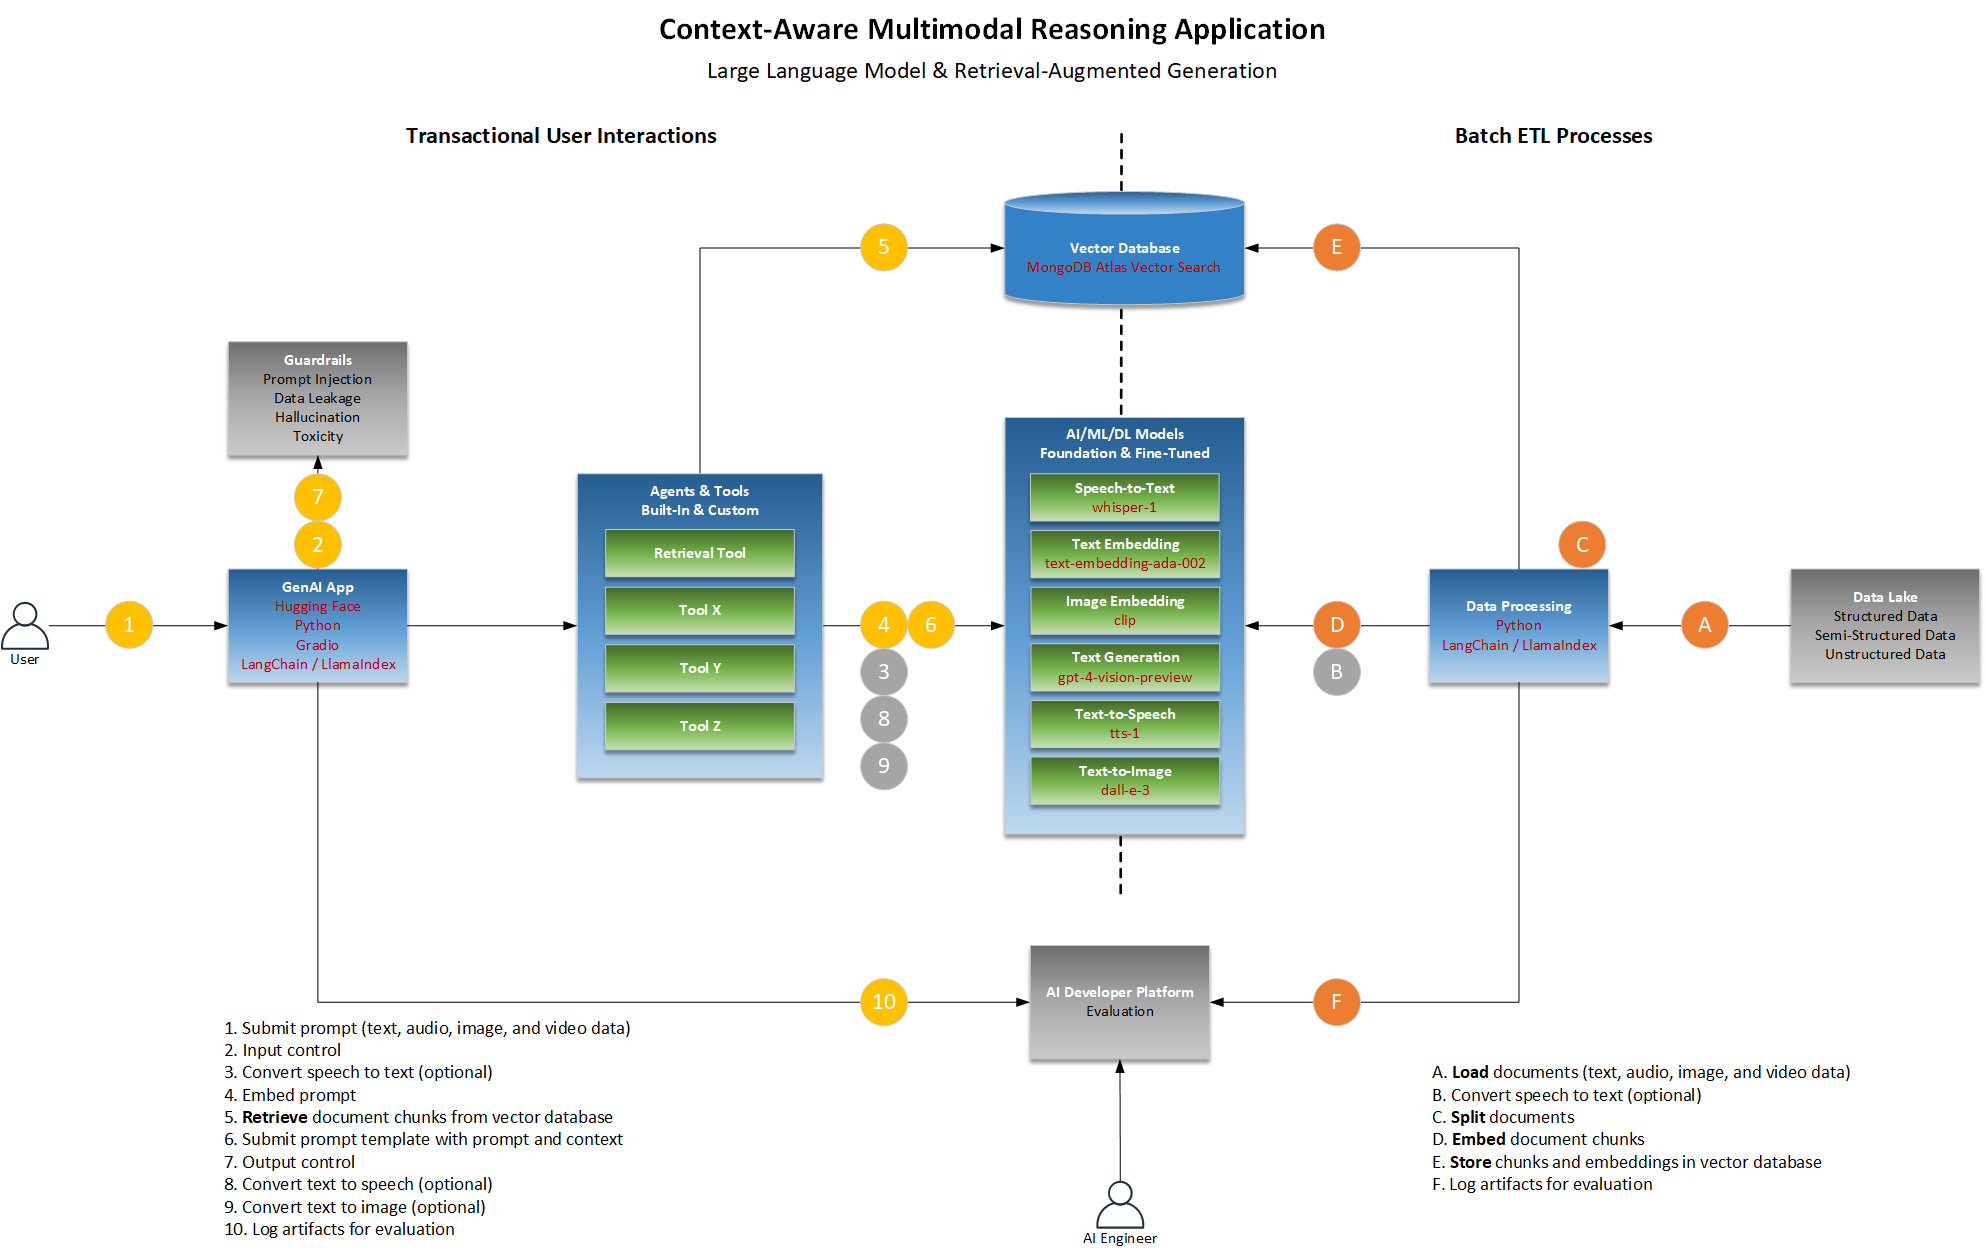 Context-Aware Multimodal Reasoning Application
Large Language Model & Retrieval-Augmented Generation
Transactional User Interactions
Batch ETL Processes
5
Vector Database
MongoDB Atlas Vector Search
E
Guardrails
Prompt Injection
Data Leakage
Hallucination
Toxicity
7
2
User
1
GenAI App
Hugging Face
Python
Gradio
LangChain / LlamaIndex
Agents & Tools
Built-In & Custom
Retrieval Tool
Tool X
Tool Y
Tool Z
4
6
3
8
9
AI/ML/DL Models
Foundation & Fine-Tuned
Speech-to-Text
whisper-1
Text Embedding
text-embedding-ada-002
Image Embedding
clip
Text Generation
gpt-4-vision-preview
Text-to-Speech
tts-1
Text-to-Image
dall-e-3
D
B
C
Data Processing
Python
LangChain / LlamaIndex
A
Data Lake
Structured Data
Semi-Structured Data
Unstructured Data
10
AI Developer Platform
Evaluation
F
1. Submit prompt (text, audio, image, and video data)
2. Input control
3. Convert speech to text (optional)
4. Embed prompt
5. Retrieve document chunks from vector database
6. Submit prompt template with prompt and context
7. Output control
8. Convert text to speech (optional)
9. Convert text to image (optional)
10. Log artifacts for evaluation
AI Engineer
A. Load documents (text, audio, image, and video data)
B. Convert speech to text (optional)
C. Split documents
D. Embed document chunks
E. Store chunks and embeddings in vector database
F. Log artifacts for evaluation